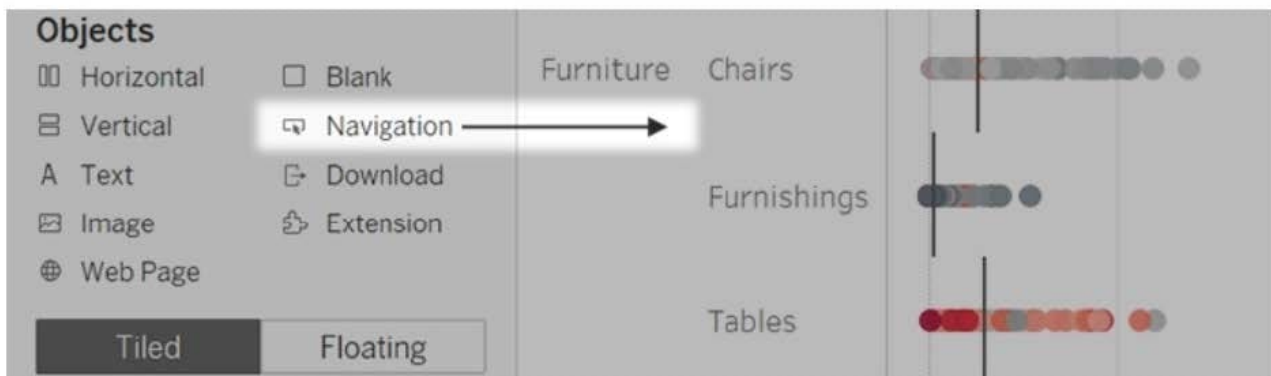 Objects
Horizontal
Blank
Vertical
Navigation
A Text
Download
Image
Extension
Web Page
Tiled
Floating
Furniture
Chairs
Furnishings
Tables